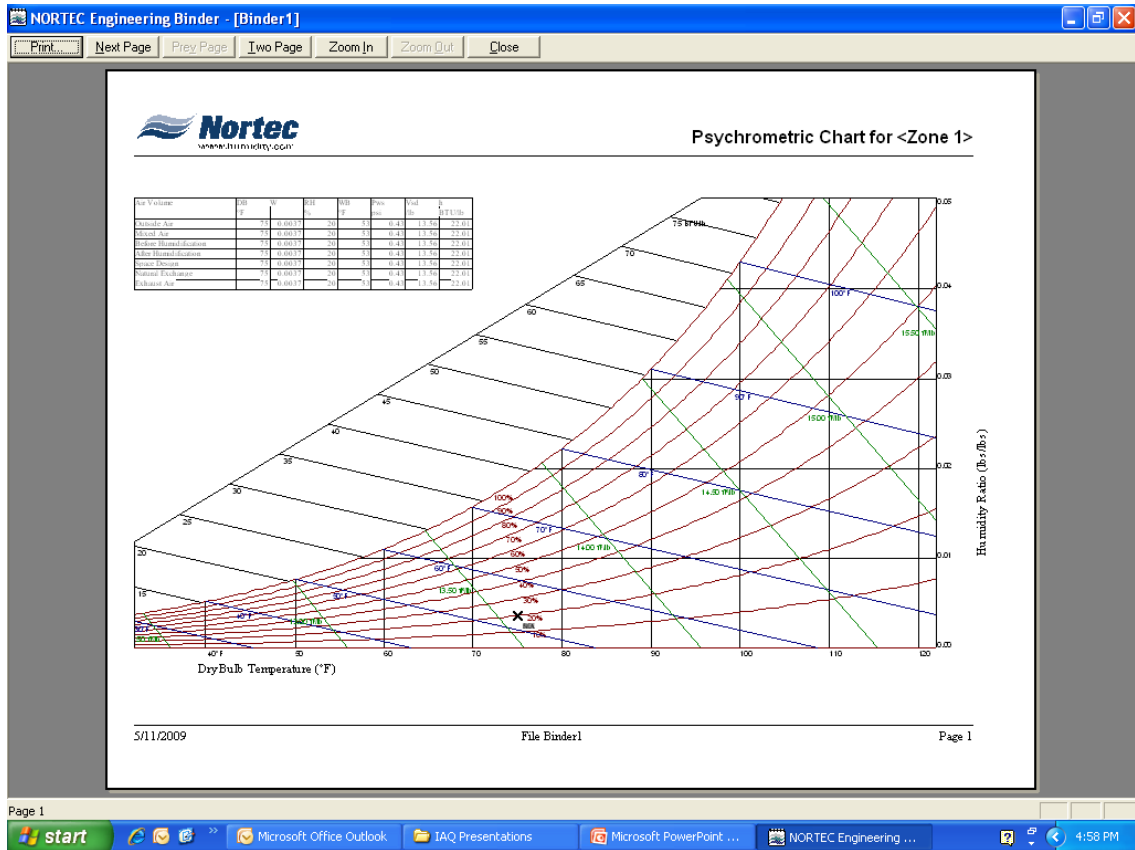 NORTEC Engineering Binder - [Binder1]
Print... Next Page Prev Page Two Page Zoom In Zoom Out Close
Nortec
www.humidity.com
Psychrometric Chart for <Zone 1>
Air Volume DB W RH WB Pws Vsd h
°F % °F psi /lb BTU/lb
Outside Air 75 0.0037 20 53 0.43 13.56 22.01
Mixed Air 75 0.0037 20 53 0.43 13.56 22.01
Before Humidification 75 0.0037 20 53 0.43 13.56 22.01
After Humidification 75 0.0037 20 53 0.43 13.56 22.01
Space Design 75 0.0037 20 53 0.43 13.56 22.01
Natural Exchange 75 0.0037 20 53 0.43 13.56 22.01
Exhaust Air 75 0.0037 20 53 0.43 13.56 22.01
0.05
75
70
100°F
0.04
65
60
15.50
55
50
0.03
45
90°F
15.00
40
35
80°F
0.02
30
14.50
100%
25
90%
80%
70°F
70%
14.00
20
60%
0.01
50%
60°F
40%
13.50
15
50°F
30%
40°F
20%
10%
0.00
40°F 50 60 70 80 90 100 110 120
Humidity Ratio (lbs/lbs)
DryBulb Temperature (°F)
5/11/2009 File Binder1 Page 1
Page 1
start Microsoft Office Outlook IAQ Presentations Microsoft PowerPoint ... NORTEC Engineering ... 4:58 PM